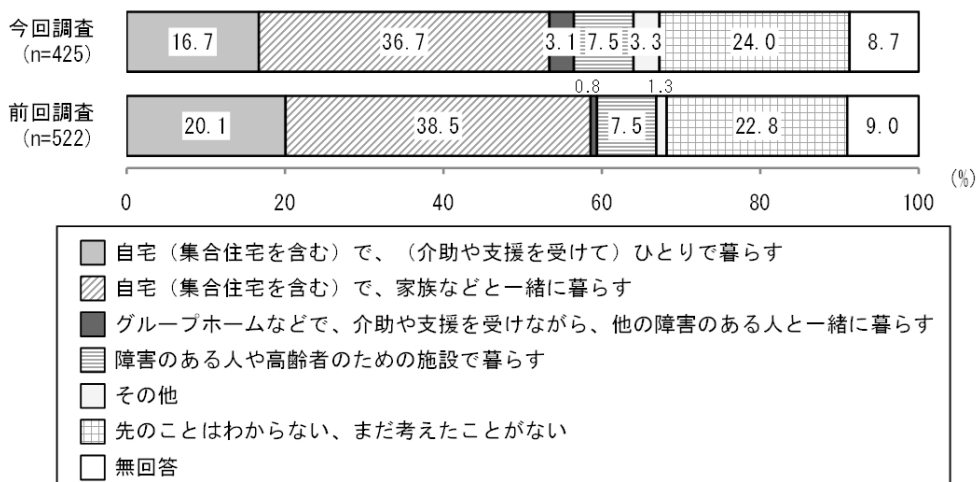 今回調査
(n=425)
16.7 36.7 3.1 7.5 3.3 24.0 8.7
0.8 1.3
前回調査
(n=522)
20.1 38.5 7.5 22.8 9.0
(%)
0 20 40 60 80 100
自宅（集合住宅を含む）で、（介助や支援を受けて）ひとりで暮らす
自宅（集合住宅を含む）で、家族などと一緒に暮らす
グループホームなどで、介助や支援を受けながら、他の障害のある人と一緒に暮らす
障害のある人や高齢者のための施設で暮らす
その他
先のことはわからない、まだ考えたことがない
無回答